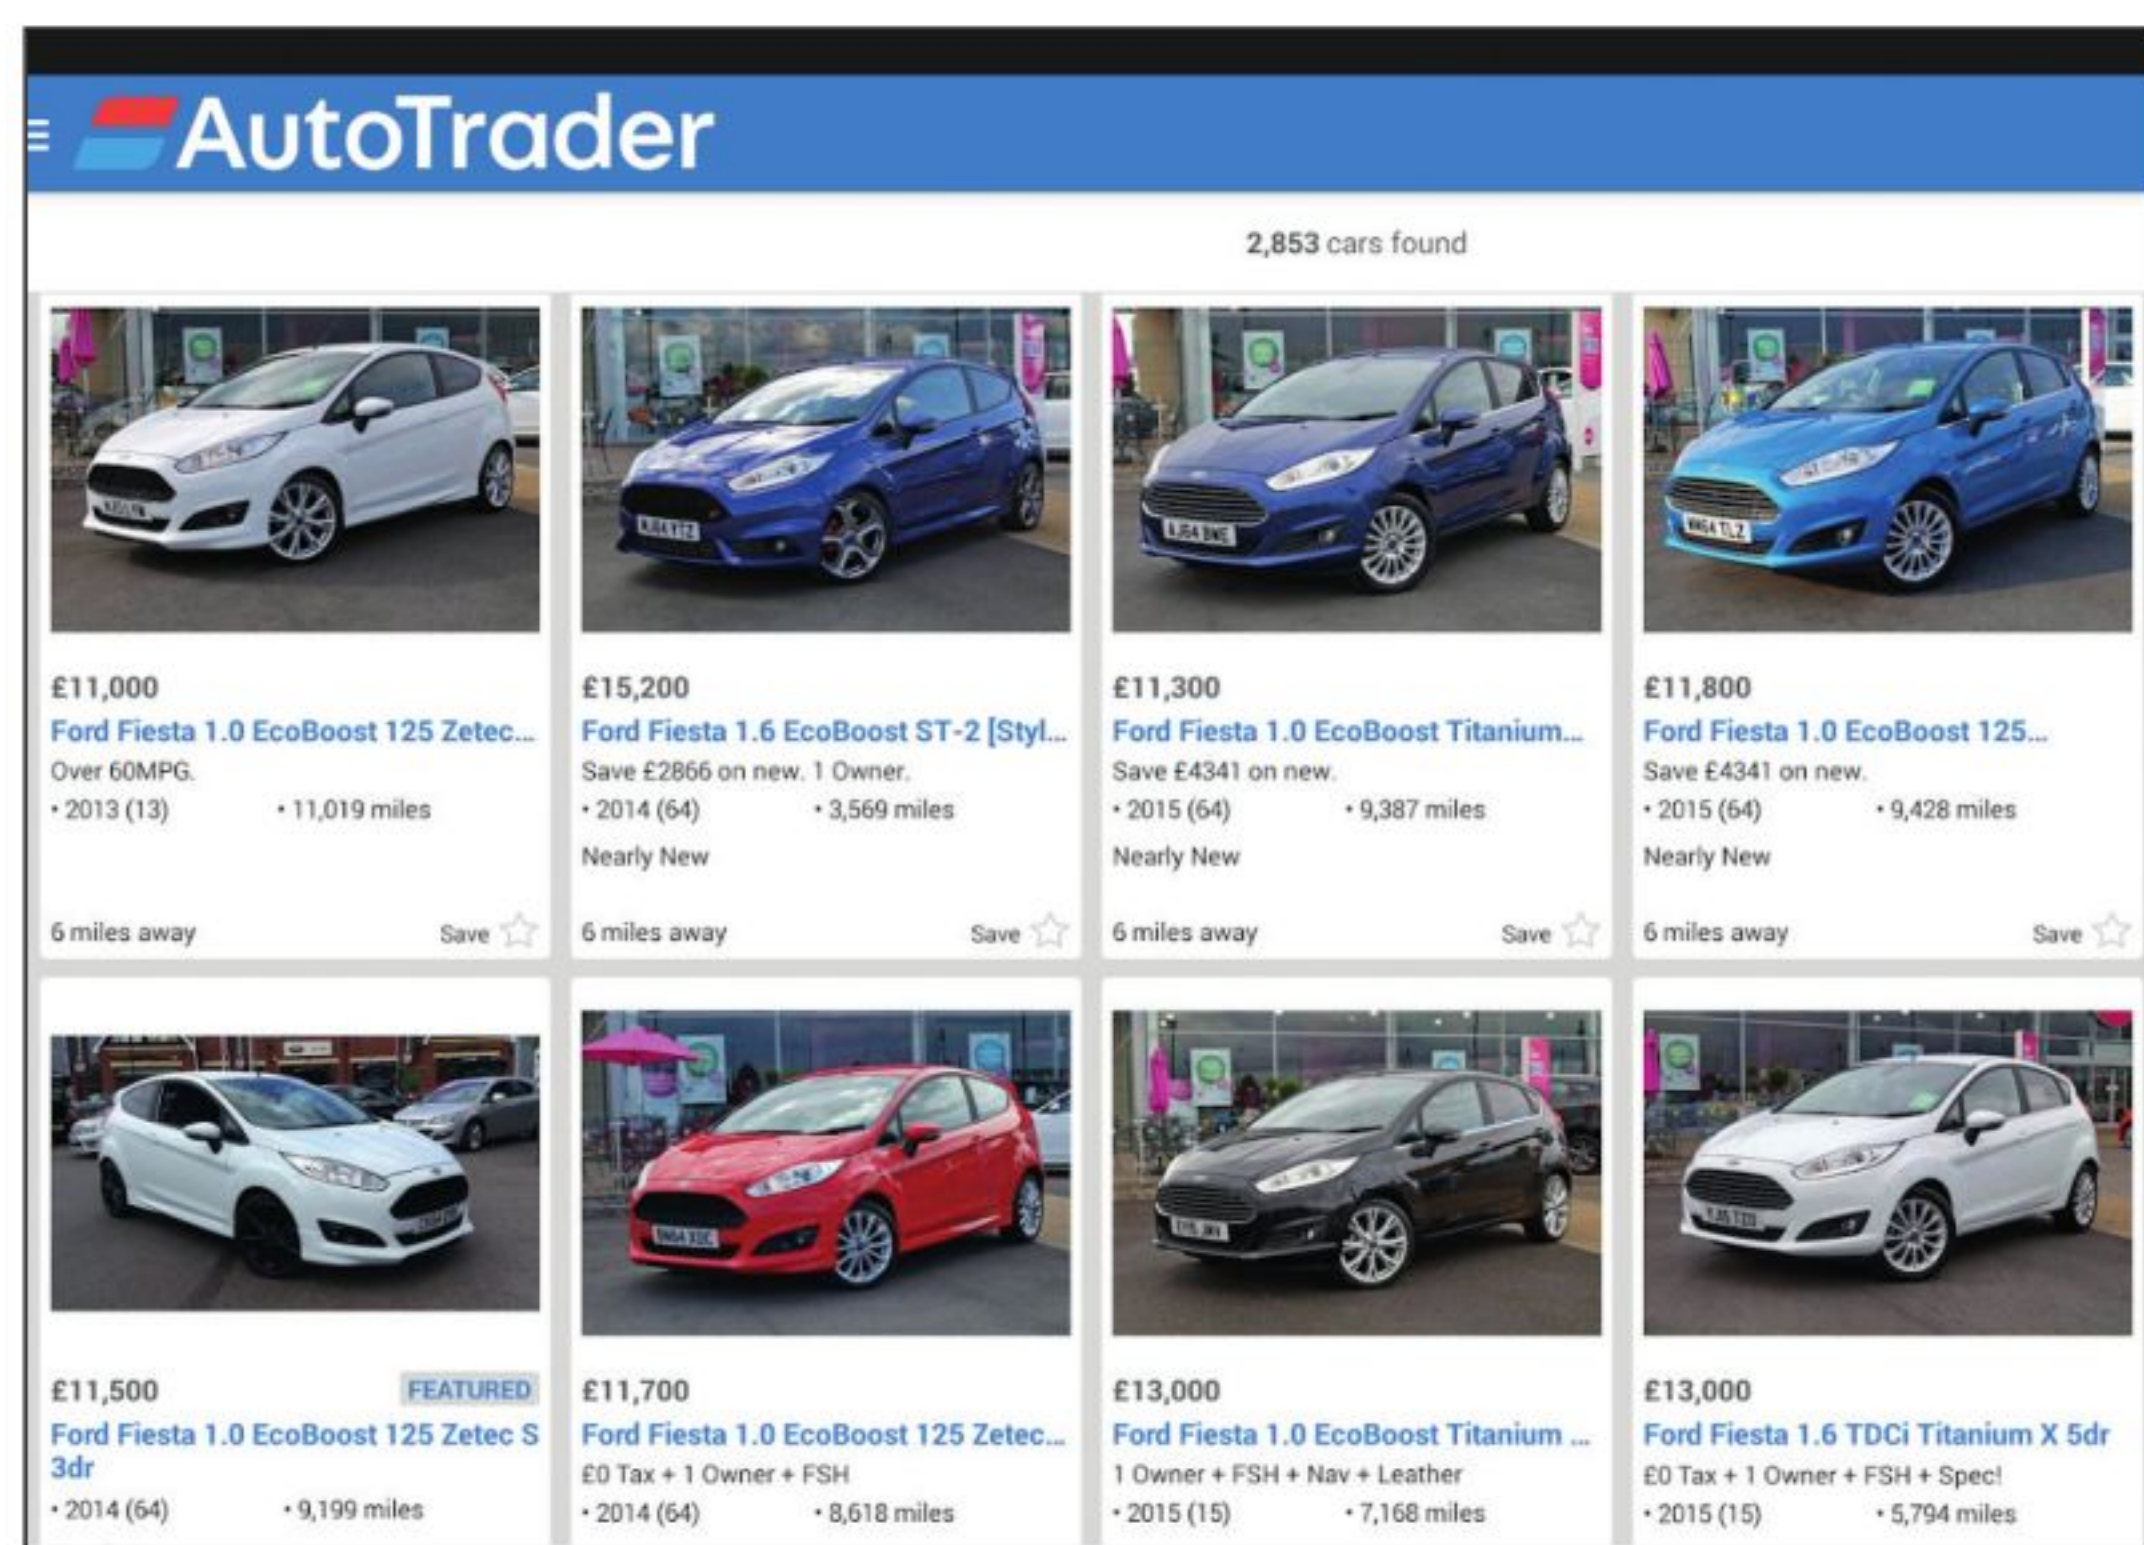 AutoTrader
2,853 cars found
£11,000
Ford Fiesta 1.0 EcoBoost 125 Zetec...
Over 60MPG.
• 2013 (13) • 11,019 miles
6 miles away Save
£15,200
Ford Fiesta 1.6 EcoBoost ST-2 [Styl...
Save £2866 on new. 1 Owner.
• 2014 (64) • 3,569 miles
Nearly New
6 miles away Save
AJ64 BWE
£11,300
Ford Fiesta 1.0 EcoBoost Titanium...
Save £4341 on new.
• 2015 (64) • 9,387 miles
Nearly New
6 miles away Save
£11,800
Ford Fiesta 1.0 EcoBoost 125...
Save £4341 on new.
• 2015 (64) • 9,428 miles
Nearly New
6 miles away Save
£11,500 FEATURED
Ford Fiesta 1.0 EcoBoost 125 Zetec S
3dr
• 2014 (64) • 9,199 miles
£11,700
Ford Fiesta 1.0 EcoBoost 125 Zetec...
£0 Tax + 1 Owner + FSH
• 2014 (64) • 8,618 miles
£13,000
Ford Fiesta 1.0 EcoBoost Titanium ...
1 Owner + FSH + Nav + Leather
• 2015 (15) • 7,168 miles
£13,000
Ford Fiesta 1.6 TDCi Titanium X 5dr
£0 Tax + 1 Owner + FSH + Spec!
• 2015 (15) • 5,794 miles